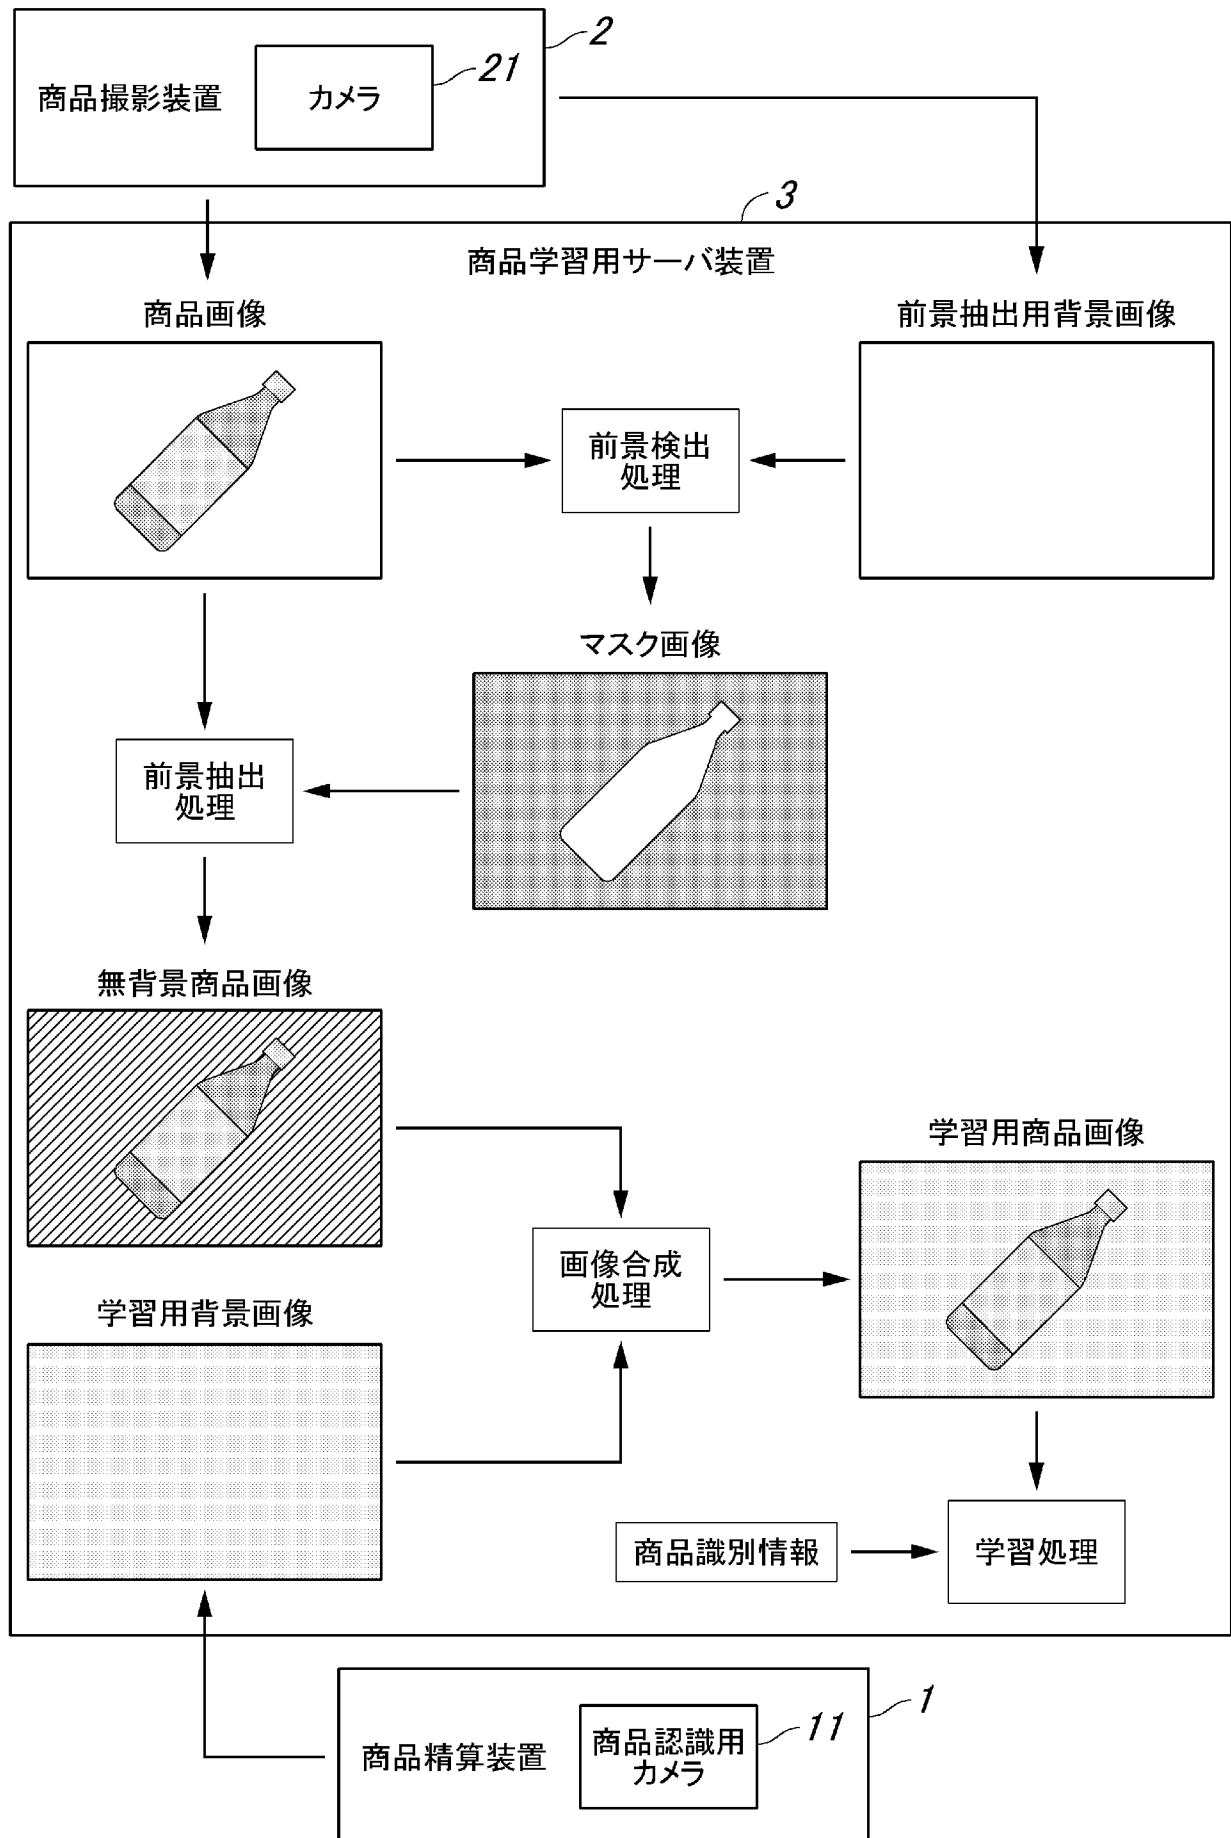 2
商品撮影装置
カメラ
21
3
商品学習用サーバ装置
商品画像
前景抽出用背景画像
前景検出
処理
マスク画像
前景抽出
処理
無背景商品画像
学習用商品画像
画像合成
処理
学習用背景画像
商品識別情報
学習処理
1
商品精算装置
商品認識用
カメラ
11